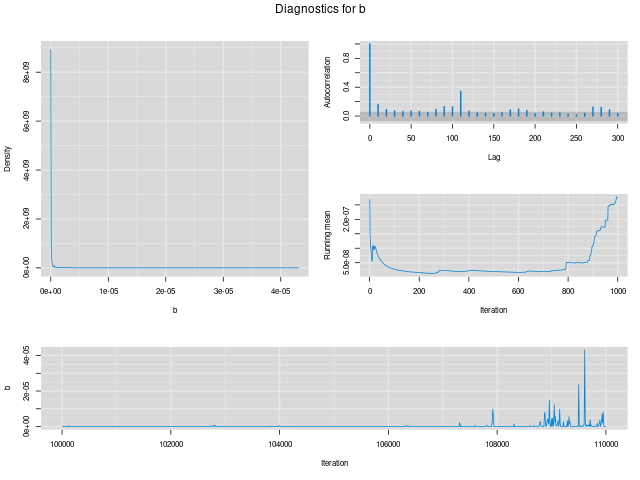 Diagnostics for b
Density
0e+00 2e+09 4e+09 6e+09 8e+09
0e+00 1e-05 2e-05 3e-05 4e-05
b
Autocorrelation
0.0 0.4 0.8
0 50 100 150 200 250 300
Lag
Running mean
5.0e-08 2.0e-07
0 200 400 600 800 1000
Iteration
b
0e+00 2e-05 4e-05
100000 102000 104000 106000 108000 110000
Iteration